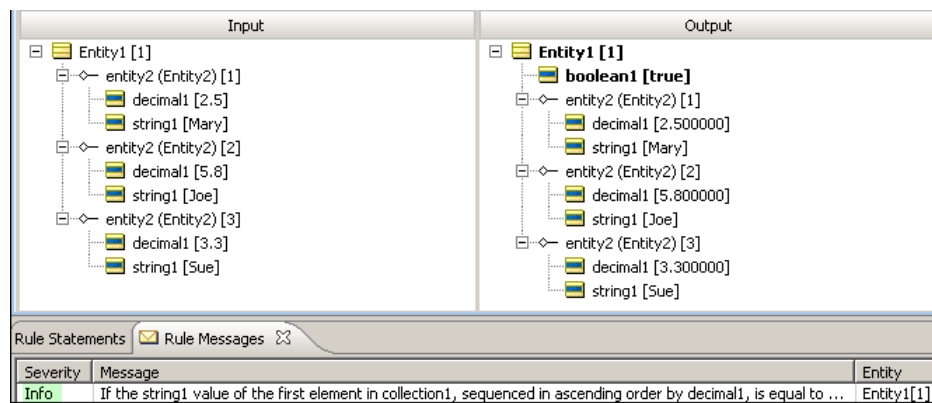 Input
Entity1 [1]
entity2 (Entity2) [1]
decimal1 [2.5]
string1 [Mary]
entity2 (Entity2) [2]
decimal1 [5.8]
string1 [Joe]
entity2 (Entity2) [3]
decimal1 [3.3]
string1 [Sue]
Output
Entity1 [1]
boolean1 [true]
entity2 (Entity2) [1]
decimal1 [2.500000]
string1 [Mary]
entity2 (Entity2) [2]
decimal1 [5.800000]
string1 [Joe]
entity2 (Entity2) [3]
decimal1 [3.300000]
string1 [Sue]
Rule Statements Rule Messages
Severity Message Entity
Info If the string1 value of the first element in collection1, sequenced in ascending order by decimal1, is equal to ... Entity1[1]